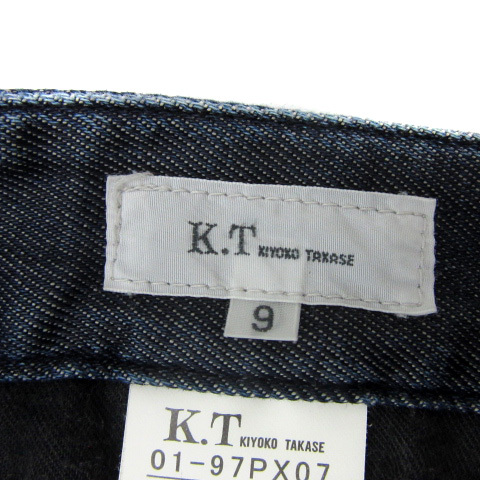 K.T KIYOKO TAKASE
9
K.T KIYOKO TAKASE
01-97PX07